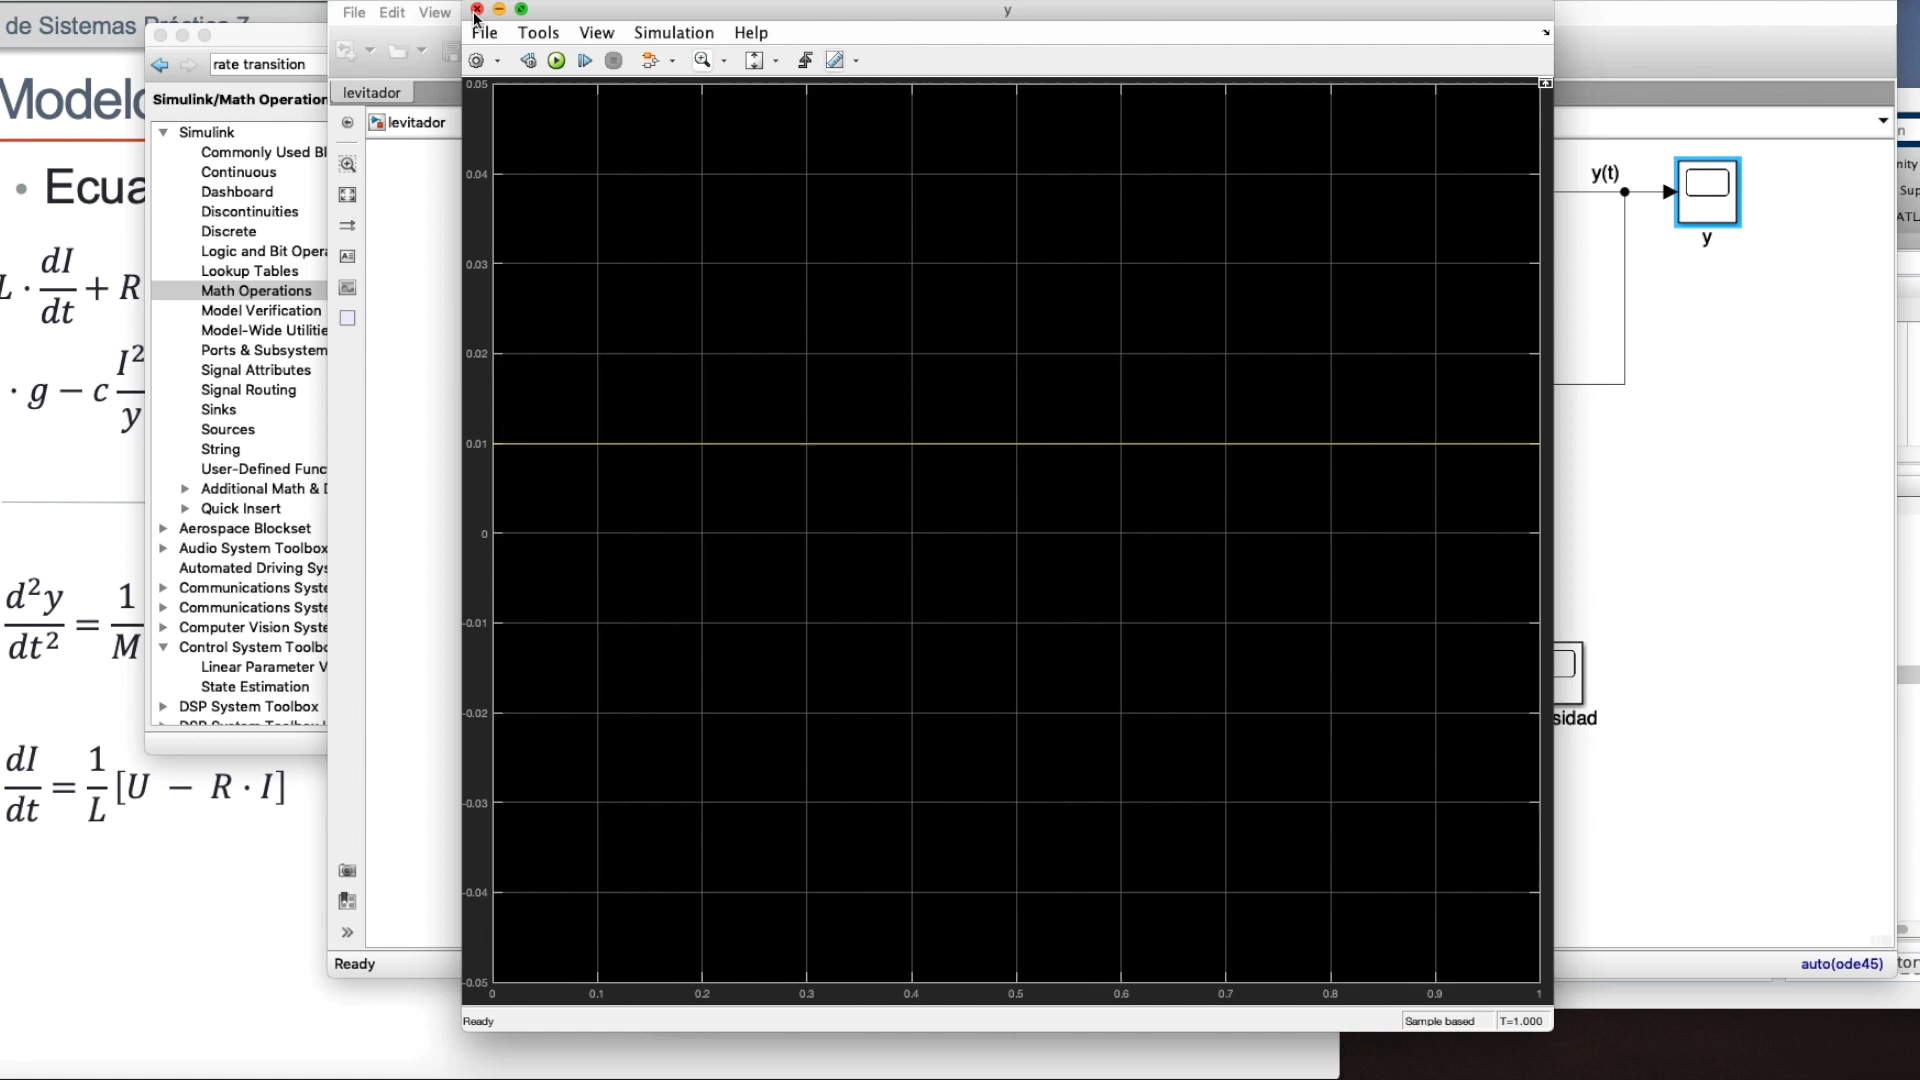 de Sistemas Práctica 7
Modelo
• Ecua
L · dI/dt + R
· g − c I²/y
d²y/dt² = 1/M
dI/dt = 1/L [U − R · I]
rate transition
Simulink/Math Operation
Simulink
Commonly Used Bl
Continuous
Dashboard
Discontinuities
Discrete
Logic and Bit Opera
Lookup Tables
Math Operations
Model Verification
Model-Wide Utilitie
Ports & Subsystem
Signal Attributes
Signal Routing
Sinks
Sources
String
User-Defined Func
Additional Math & D
Quick Insert
Aerospace Blockset
Audio System Toolbox
Automated Driving Sys
Communications Syste
Communications Syste
Computer Vision Syste
Control System Toolbo
Linear Parameter V
State Estimation
DSP System Toolbox
File Edit View
levitador
levitador
Ready
y
File Tools View Simulation Help
0.05
0.04
0.03
0.02
0.01
0
-0.01
-0.02
-0.03
-0.04
-0.05
0 0.1 0.2 0.3 0.4 0.5 0.6 0.7 0.8 0.9 1
Ready
Sample based T=1.000
y(t)
y
sidad
auto(ode45)
nity
Sup
ATL
tor